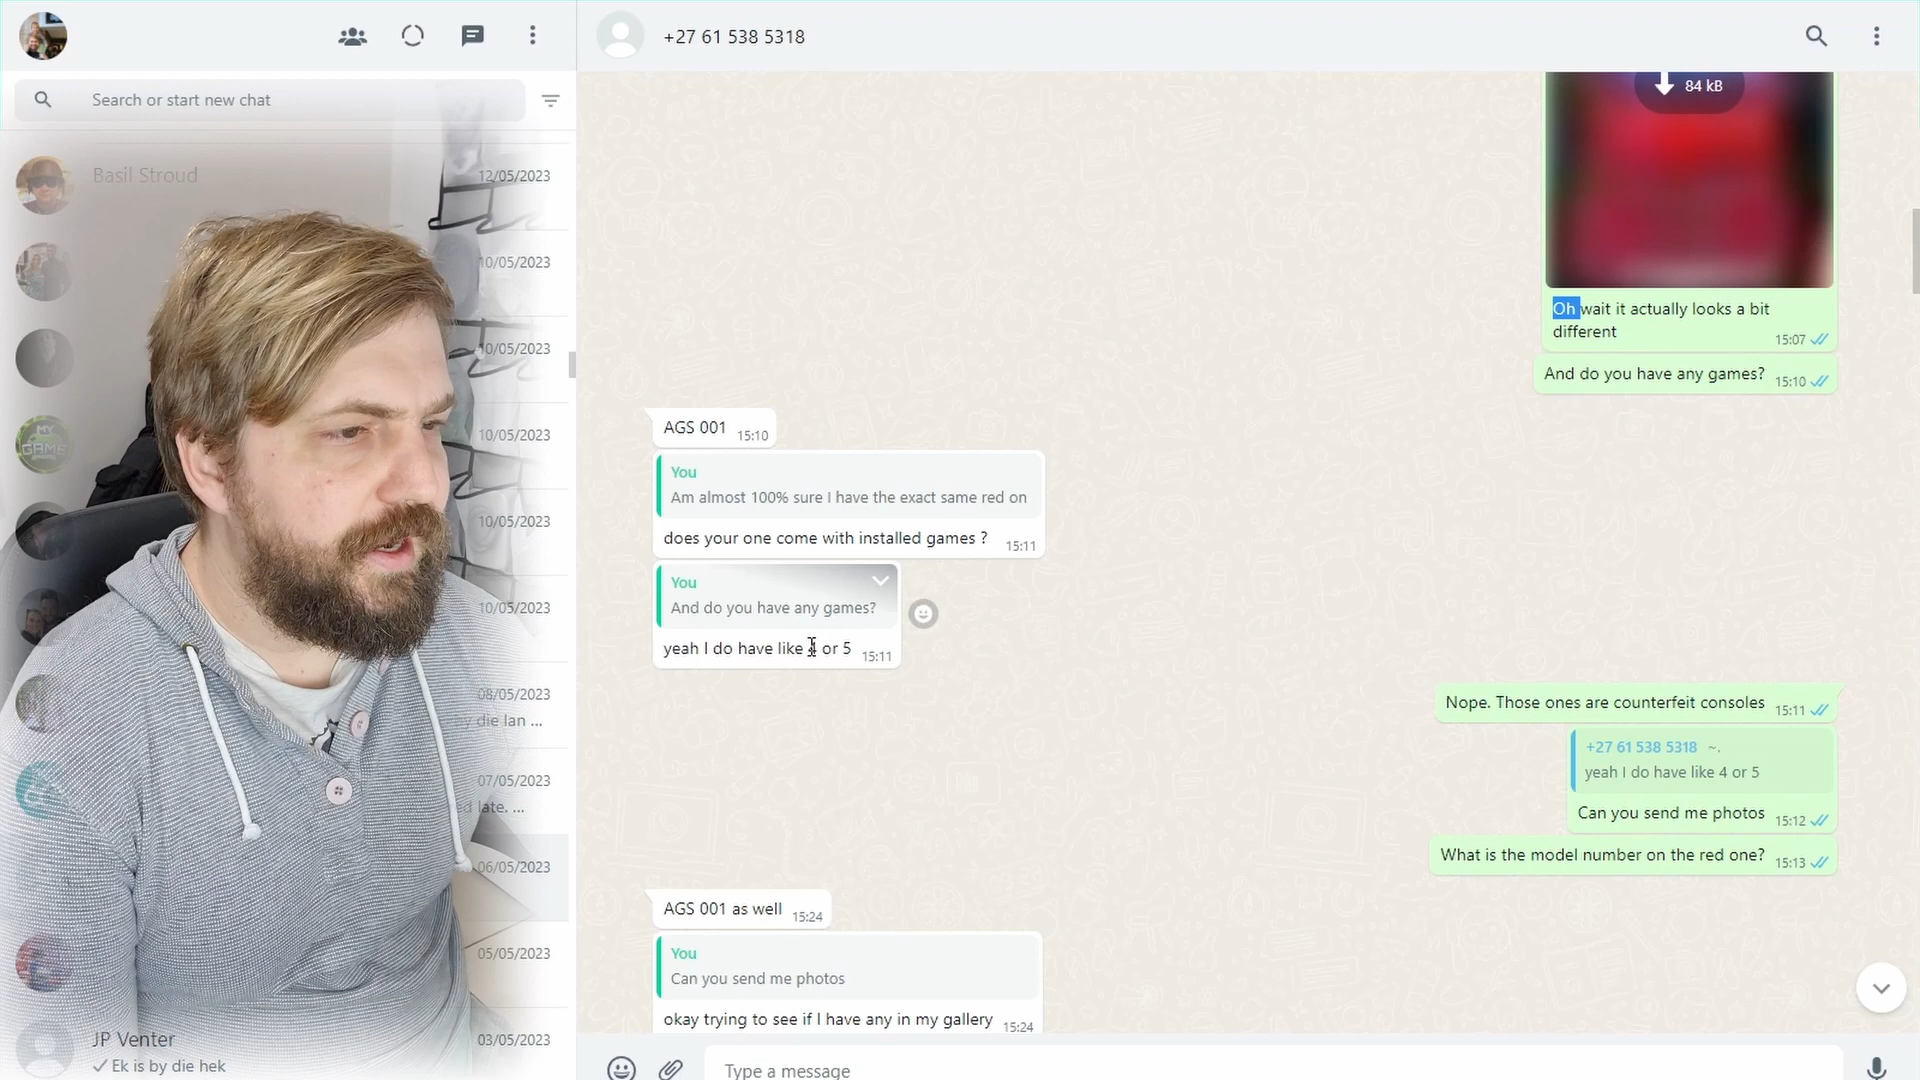 +27 61 538 5318
Search or start new chat
Basil Stroud
12/05/2023
10/05/2023
10/05/2023
MY
GAME
10/05/2023
10/05/2023
10/05/2023
08/05/2023
y die lan ...
07/05/2023
late. ...
06/05/2023
05/05/2023
JP Venter
03/05/2023
Ek is by die hek
84 kB
Oh wait it actually looks a bit
different
15:07
And do you have any games? 15:10
AGS 001 15:10
You
Am almost 100% sure I have the exact same red on
does your one come with installed games ? 15:11
You
And do you have any games?
yeah I do have like or 5 15:11
Nope. Those ones are counterfeit consoles 15:11
+27 61 538 5318 ~.
yeah I do have like 4 or 5
Can you send me photos 15:12
What is the model number on the red one? 15:13
AGS 001 as well 15:24
You
Can you send me photos
okay trying to see if I have any in my gallery 15:24
Type a message